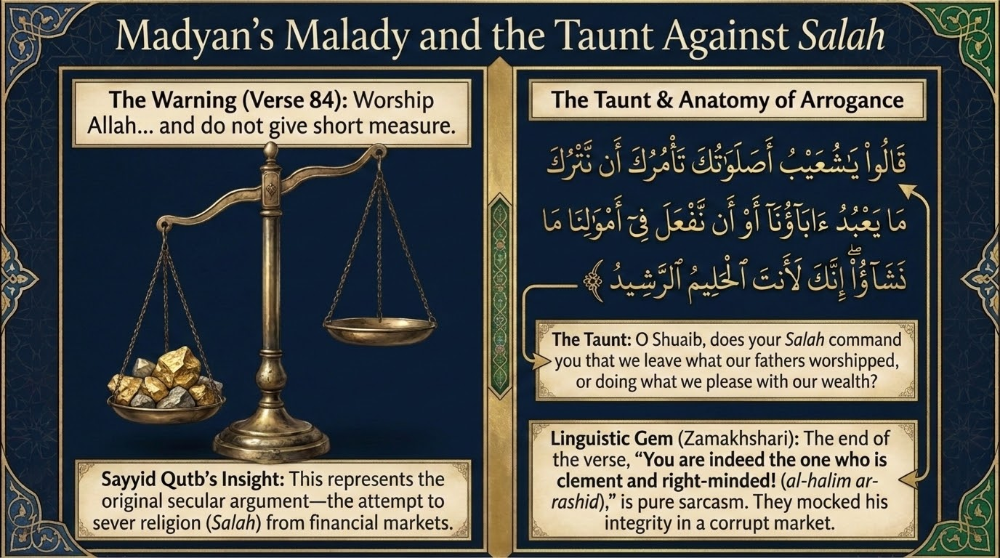 Madyan’s Malady and the Taunt Against Salah
The Warning (Verse 84): Worship
Allah... and do not give short measure.
Sayyid Qutb’s Insight: This represents the
original secular argument—the attempt to
sever religion (Salah) from financial markets.
The Taunt & Anatomy of Arrogance
قَالُوا۟ يَـٰشُعَيْبُ أَصَلَوَٰتُكَ تَأْمُرُكَ أَن نَّتْرُكَ
مَا يَعْبُدُ ءَابَآؤُنَآ أَوْ أَن نَّفْعَلَ فِىٓ أَمْوَٰلِنَا مَا
نَشَـٰٓؤُا۟ ۖ إِنَّكَ لَأَنتَ ٱلْحَلِيمُ ٱلرَّشِيدُ ﴾
The Taunt: O Shuaib, does your Salah command
you that we leave what our fathers worshipped,
or doing what we please with our wealth?
Linguistic Gem (Zamakhshari): The end of
the verse, “You are indeed the one who is
clement and right-minded! (al-halim ar-
rashid),” is pure sarcasm. They mocked his
integrity in a corrupt market.